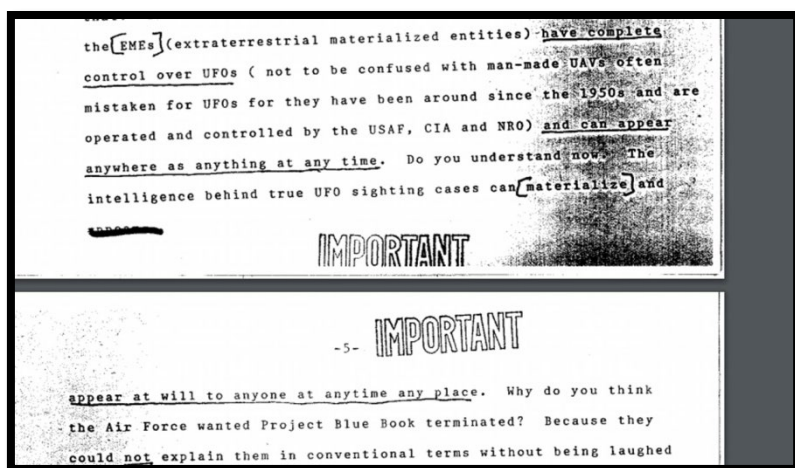 the [EMEs] (extraterrestrial materialized entities) have complete
control over UFOs ( not to be confused with man-made UAVs often
mistaken for UFOs for they have been around since the 1950s and are
operated and controlled by the USAF, CIA and NRO) and can appear
anywhere as anything at any time. Do you understand now. The
intelligence behind true UFO sighting cases can [materialize] and
IMPORTANT
-5- IMPORTANT
appear at will to anyone at anytime any place. Why do you think
the Air Force wanted Project Blue Book terminated? Because they
could not explain them in conventional terms without being laughed